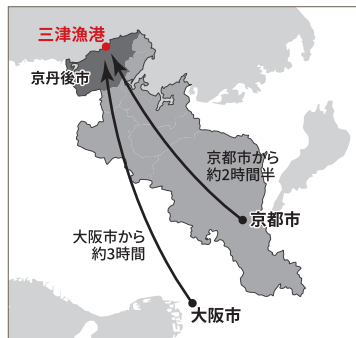 三津漁港
京丹後市
京都市から
約2時間半
京都市
大阪市から
約3時間
大阪市